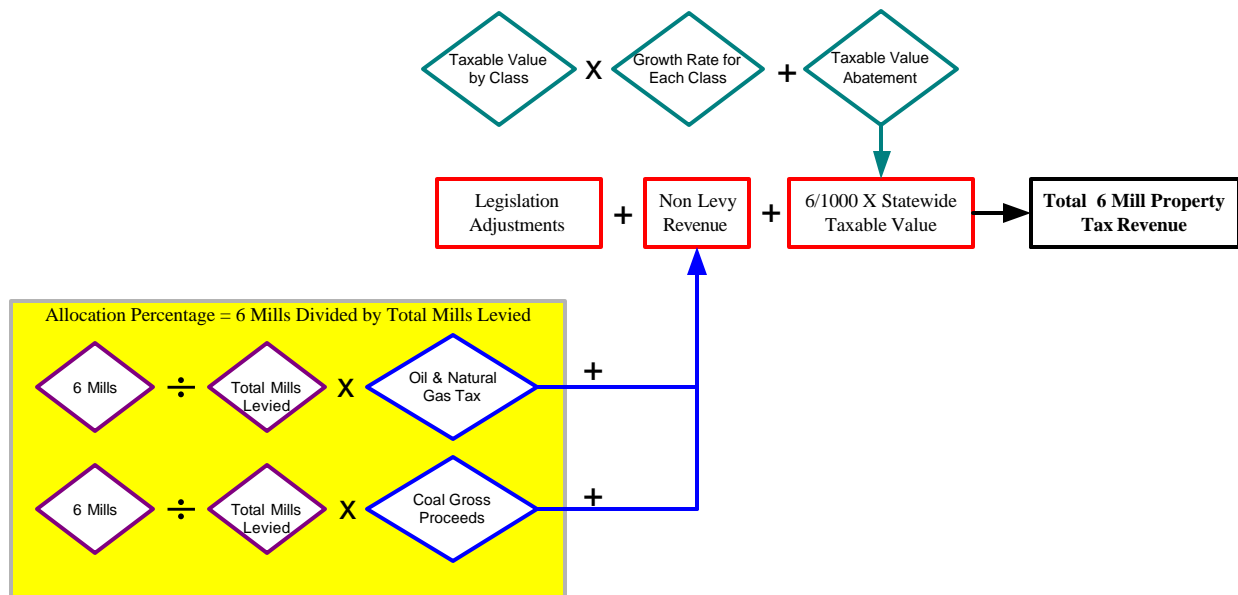 Taxable Value
by Class
X
Growth Rate for
Each Class
+
Taxable Value
Abatement
Legislation
Adjustments
+
Non Levy
Revenue
+
6/1000 X Statewide
Taxable Value
Total 6 Mill Property
Tax Revenue
Allocation Percentage = 6 Mills Divided by Total Mills Levied
6 Mills
÷
Total Mills
Levied
X
Oil & Natural
Gas Tax
+
6 Mills
÷
Total Mills
Levied
X
Coal Gross
Proceeds
+